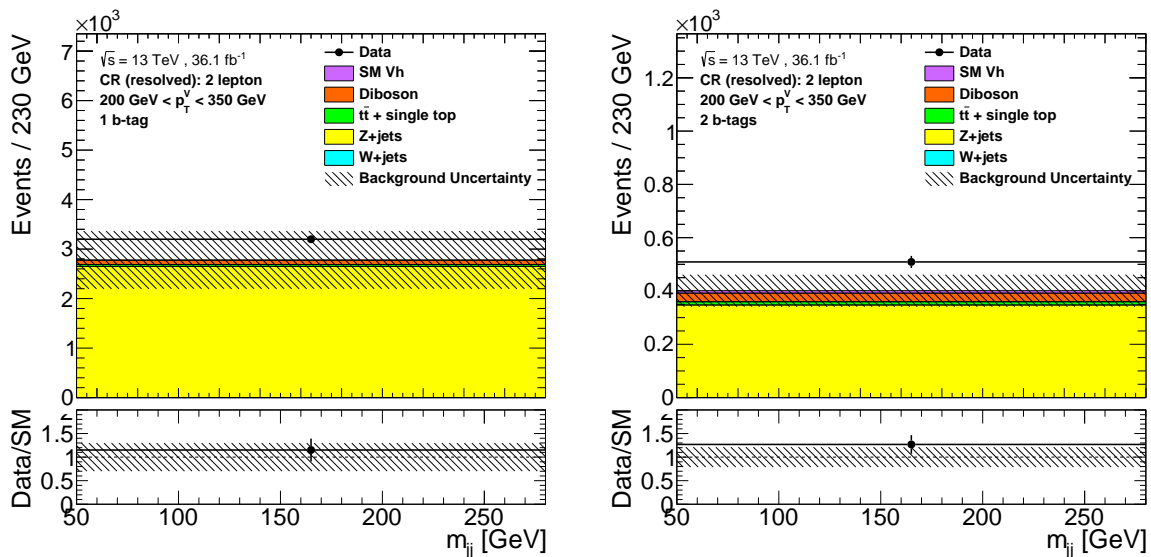 ×10³
Events / 230 GeV
7
6
5
4
3
2
1
0
√s = 13 TeV , 36.1 fb⁻¹
CR (resolved): 2 lepton
200 GeV < p_T^V < 350 GeV
1 b-tag
Data
SM Vh
Diboson
tt̄ + single top
Z+jets
W+jets
Background Uncertainty
Data/SM
2
1.5
1
0.5
0
50 100 150 200 250
m_jj [GeV]
×10³
Events / 230 GeV
1.2
1
0.8
0.6
0.4
0.2
0
√s = 13 TeV , 36.1 fb⁻¹
CR (resolved): 2 lepton
200 GeV < p_T^V < 350 GeV
2 b-tags
Data
SM Vh
Diboson
tt̄ + single top
Z+jets
W+jets
Background Uncertainty
Data/SM
2
1.5
1
0.5
0
50 100 150 200 250
m_jj [GeV]